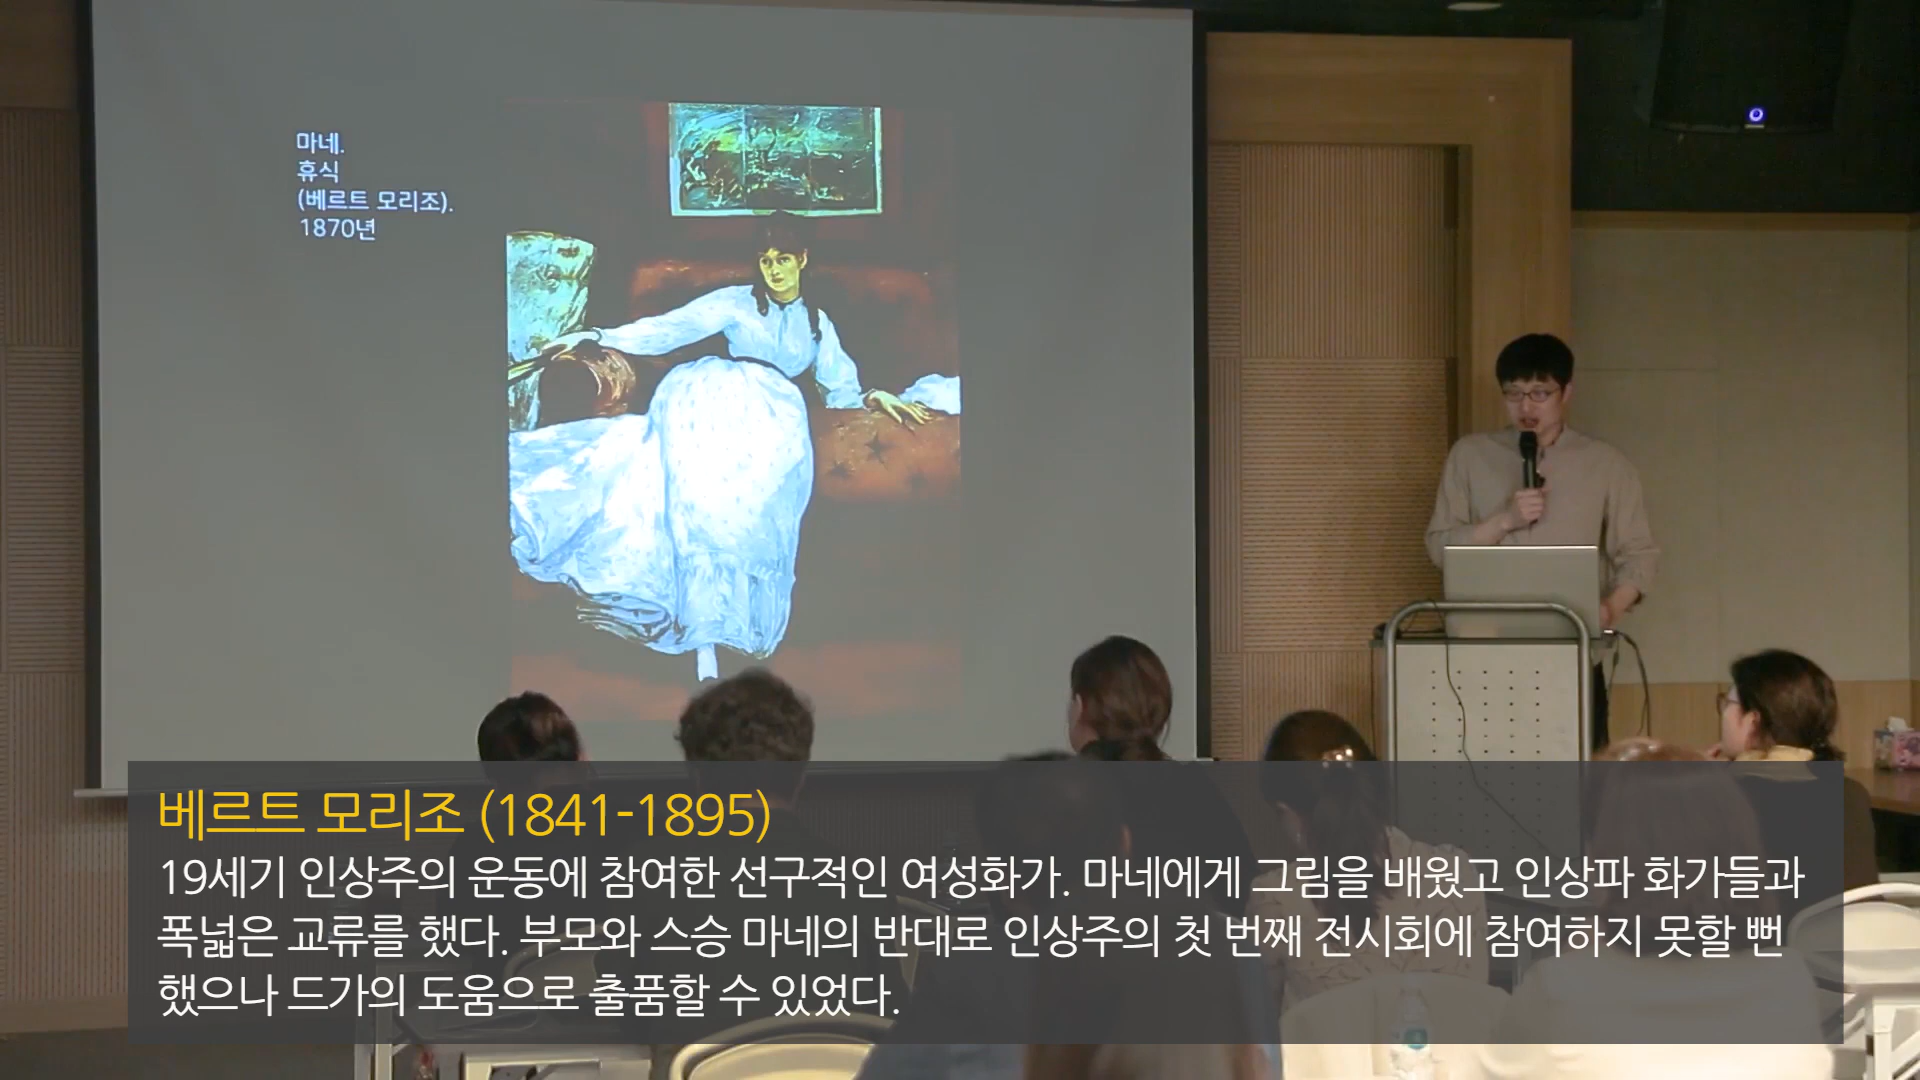 마네.
휴식
(베르트 모리조).
1870년
베르트 모리조 (1841-1895)
19세기 인상주의 운동에 참여한 선구적인 여성화가. 마네에게 그림을 배웠고 인상파 화가들과
폭넓은 교류를 했다. 부모와 스승 마네의 반대로 인상주의 첫 번째 전시회에 참여하지 못할 뻔
했으나 드가의 도움으로 출품할 수 있었다.